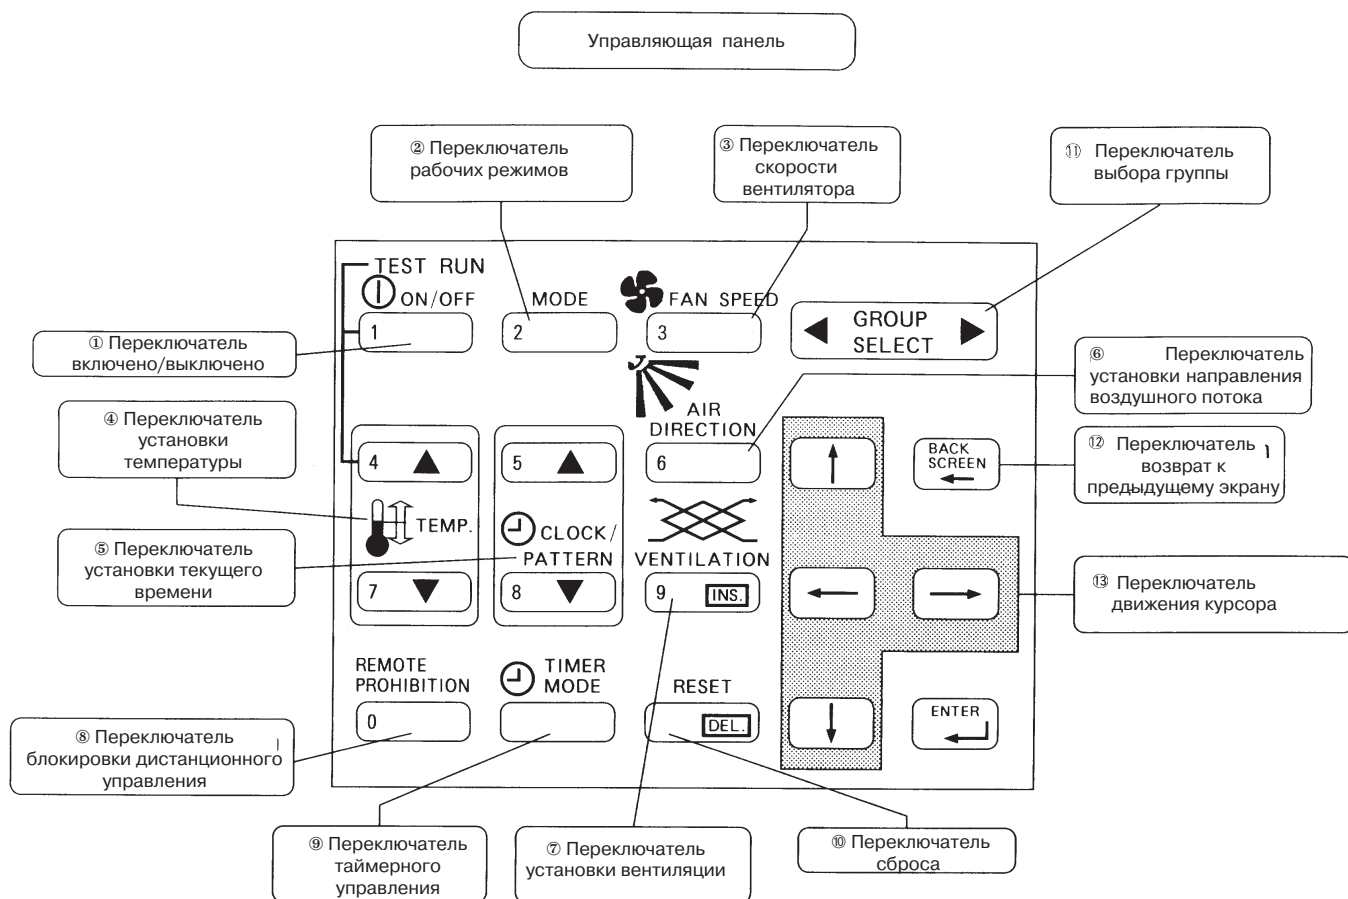 Управляющая панель
② Переключатель
рабочих режимов
③ Переключатель
скорости
вентилятора
⑪ Переключатель
выбора группы
TEST RUN
ON/OFF
MODE
FAN SPEED
1
2
3
◀ GROUP SELECT ▶
① Переключатель
включено/выключено
⑥ Переключатель
установки направления
воздушного потока
④ Переключатель
установки
температуры
AIR
DIRECTION
4 ▲
5 ▲
6
↑
BACK
SCREEN
←
⑫ Переключатель
возврат к
предыдущему экрану
TEMP.
CLOCK/
PATTERN
VENTILATION
⑤ Переключатель
установки текущего
времени
7 ▼
8 ▼
9 INS.
← →
⑬ Переключатель
движения курсора
REMOTE
PROHIBITION
TIMER
MODE
RESET
0
DEL.
↓
ENTER
⑧ Переключатель
блокировки дистанционного
управления
⑨ Переключатель
таймерного
управления
⑦ Переключатель
установки вентиляции
⑩ Переключатель
сброса